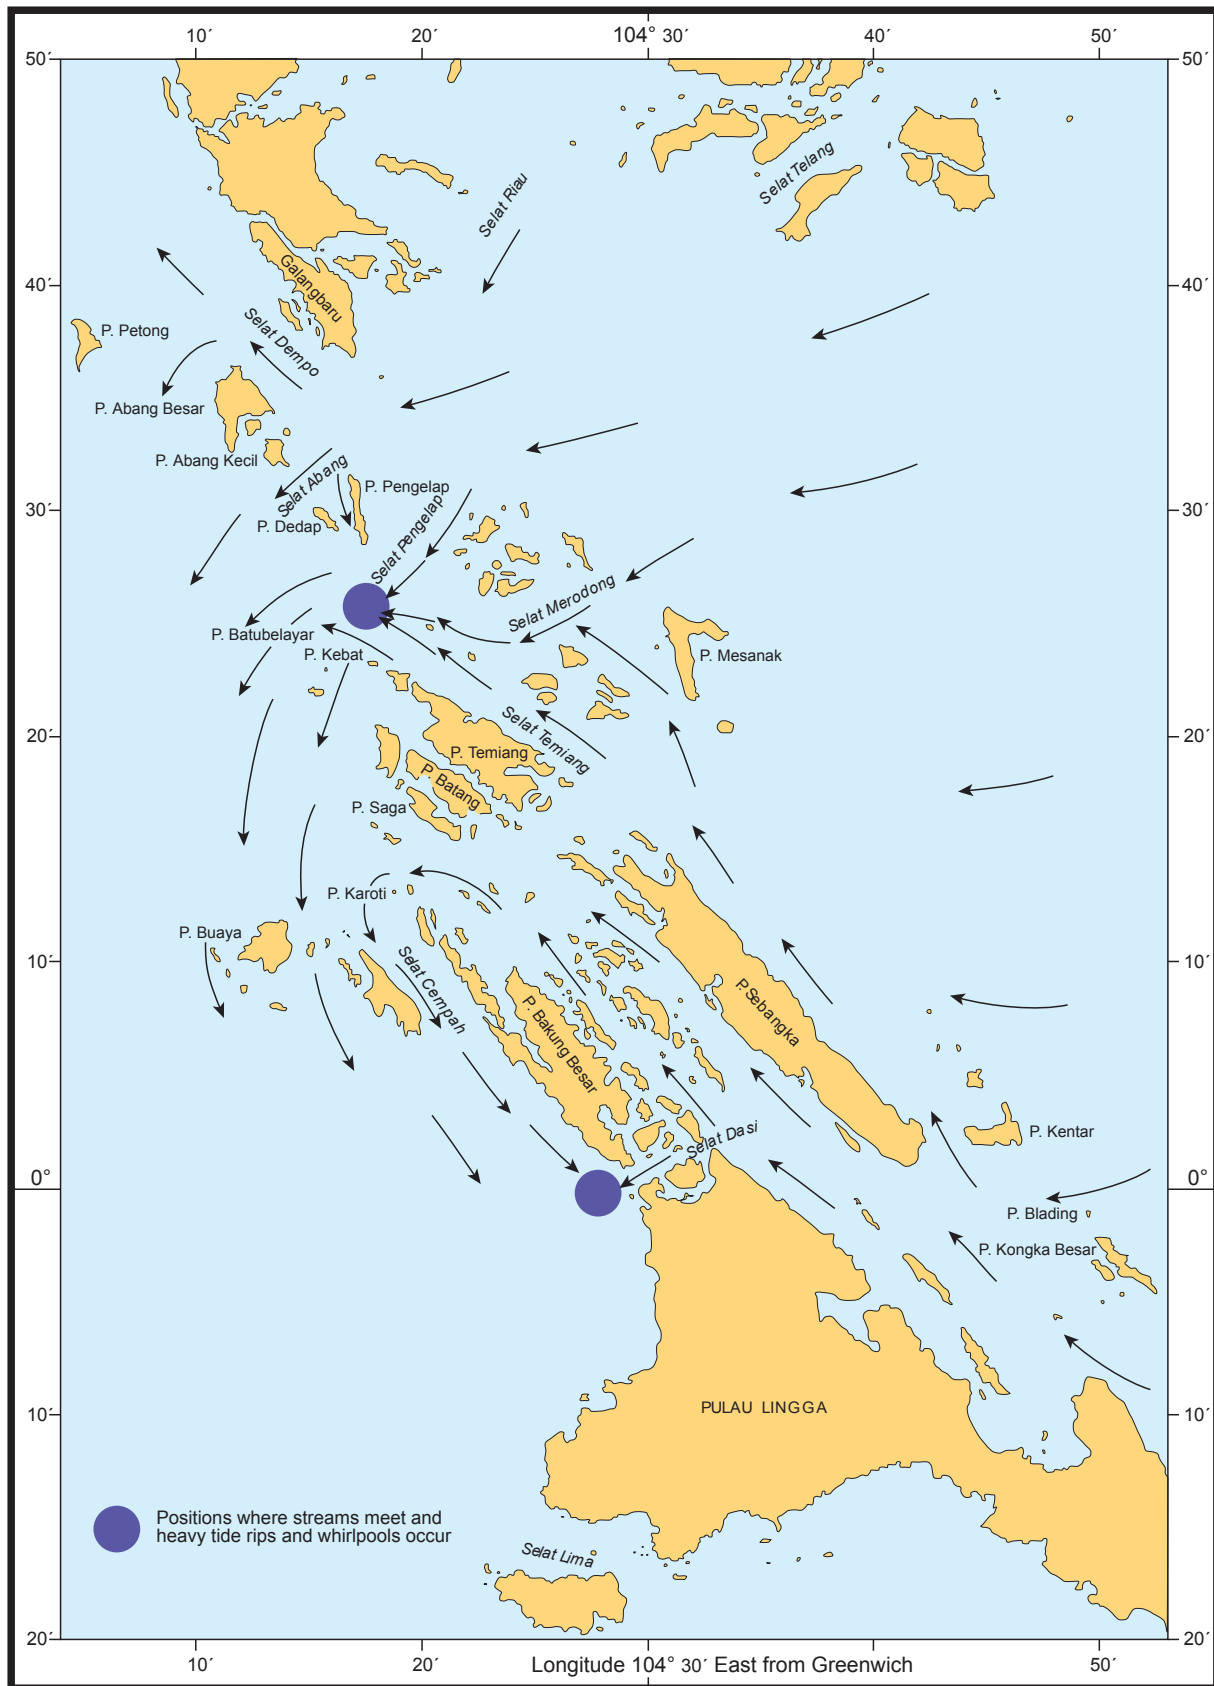 10´ 20´ 104° 30´ 40´ 50´
50´ 50´
Selat Telang
Selat Riau
Galangbaru
40´ 40´
P. Petong
Selat Dempo
P. Abang Besar
P. Abang Kecil
Selat Abang
P. Pengelap
30´ 30´
P. Dedap
Selat Pengelap
Selat Merodong
P. Batubelayar
P. Kebat
P. Mesanak
20´ 20´
Selat Temiang
P. Temiang
P. Batang
P. Saga
P. Karoti
P. Buaya
10´ 10´
Selat Cempah
P. Bakung Besar
P. Sebangka
P. Kentar
Selat Dasi
0° 0°
P. Blading
P. Kongka Besar
PULAU LINGGA
10´ 10´
Positions where streams meet and
heavy tide rips and whirlpools occur
Selat Lima
20´ 20´
10´ 20´ Longitude 104° 30´ East from Greenwich 50´